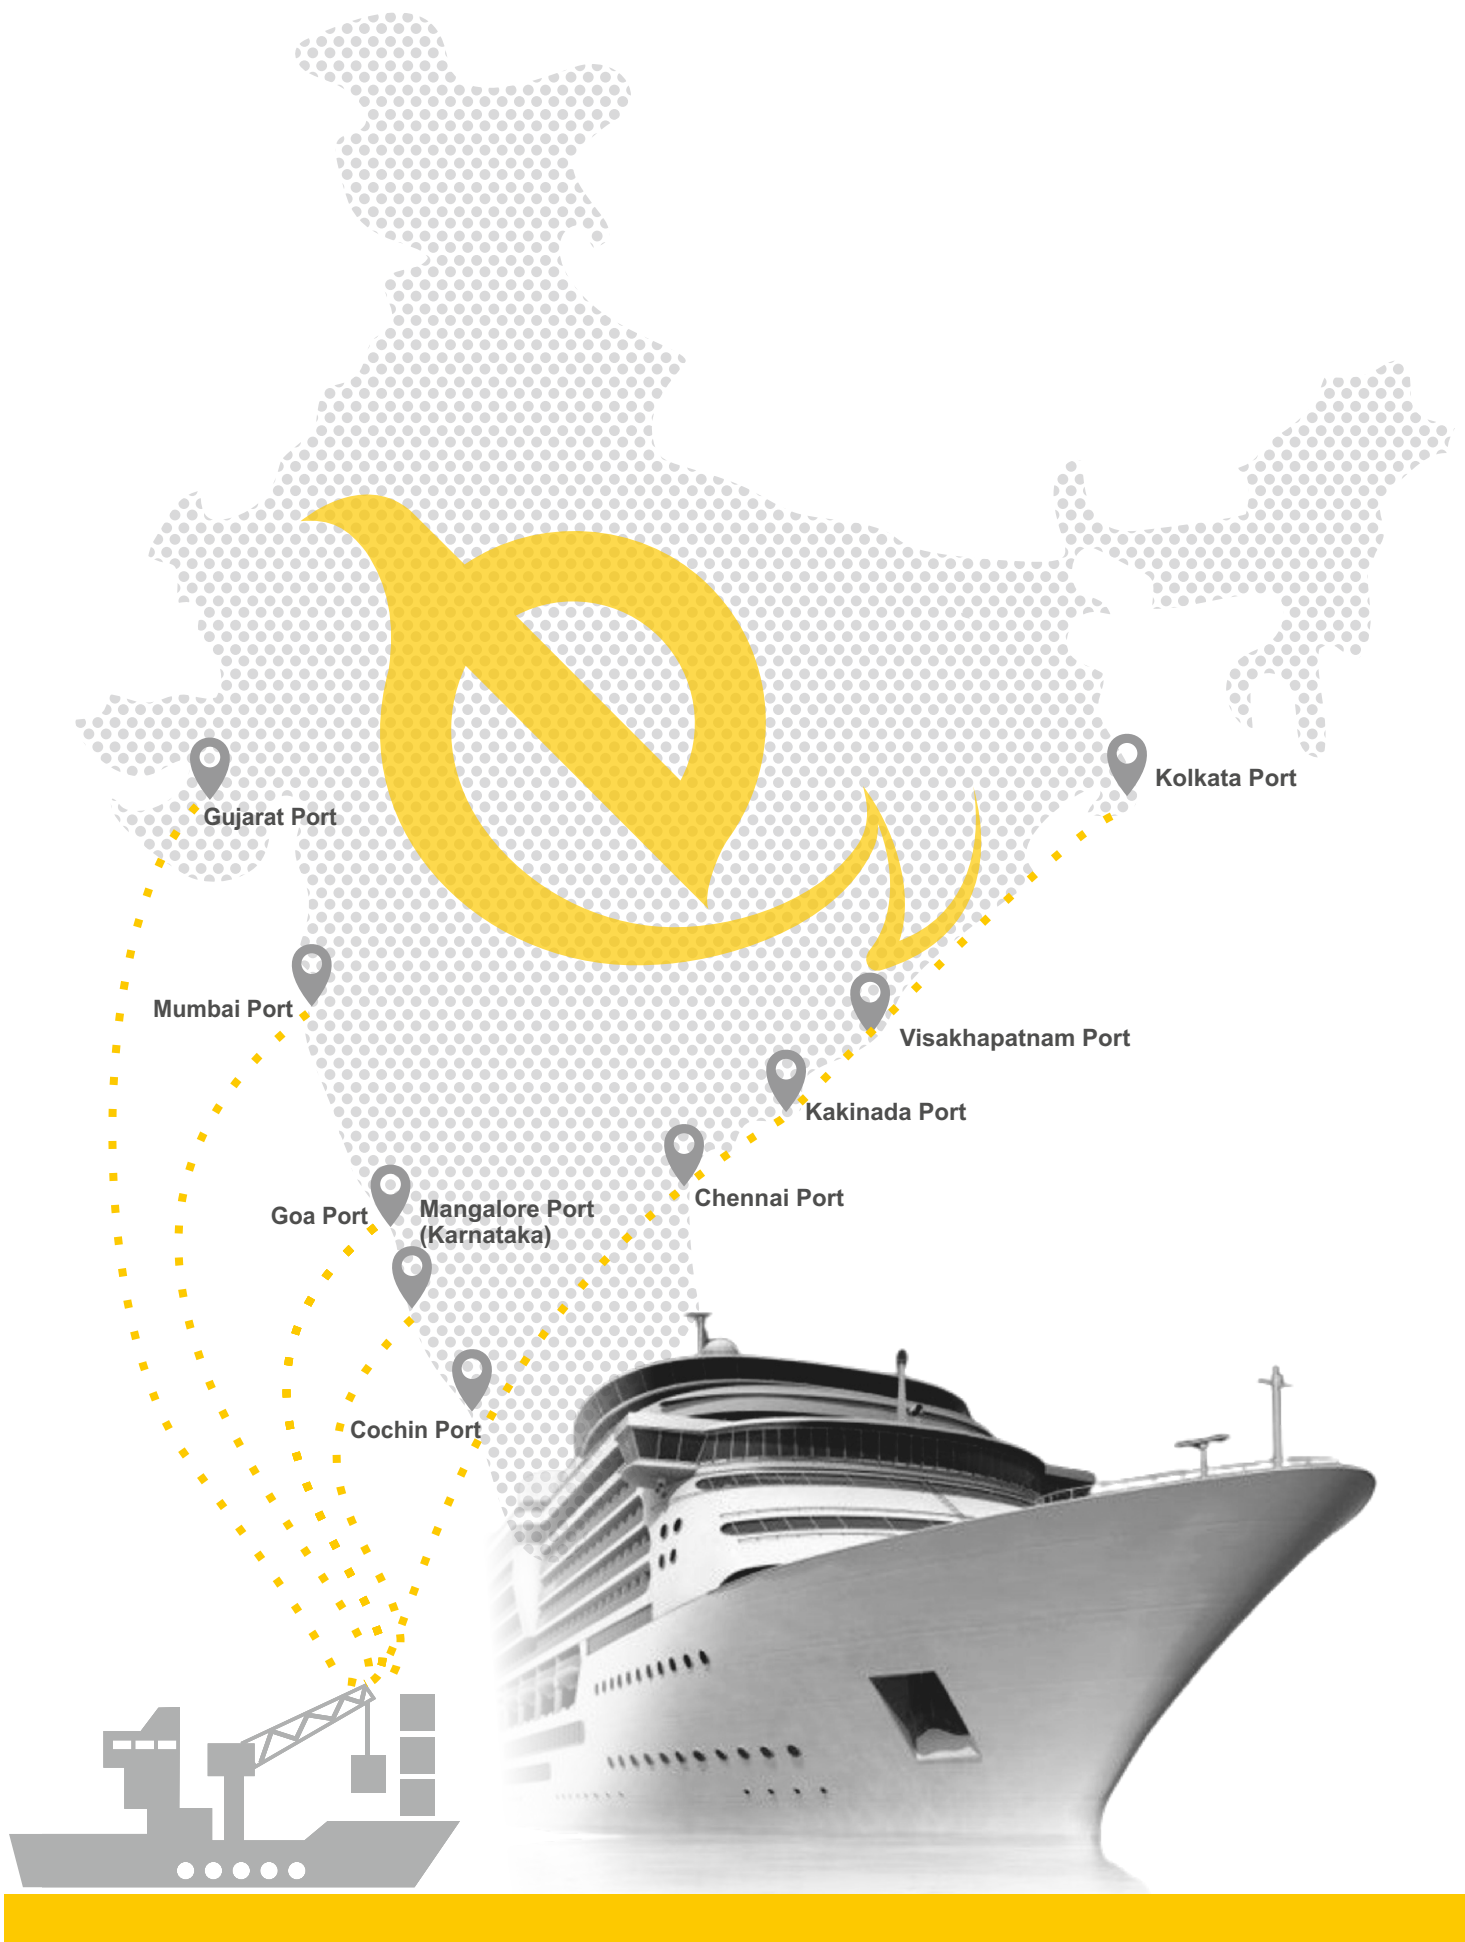 Kolkata Port
Gujarat Port
Mumbai Port
Visakhapatnam Port
Kakinada Port
Chennai Port
Goa Port
Mangalore Port
(Karnataka)
Cochin Port